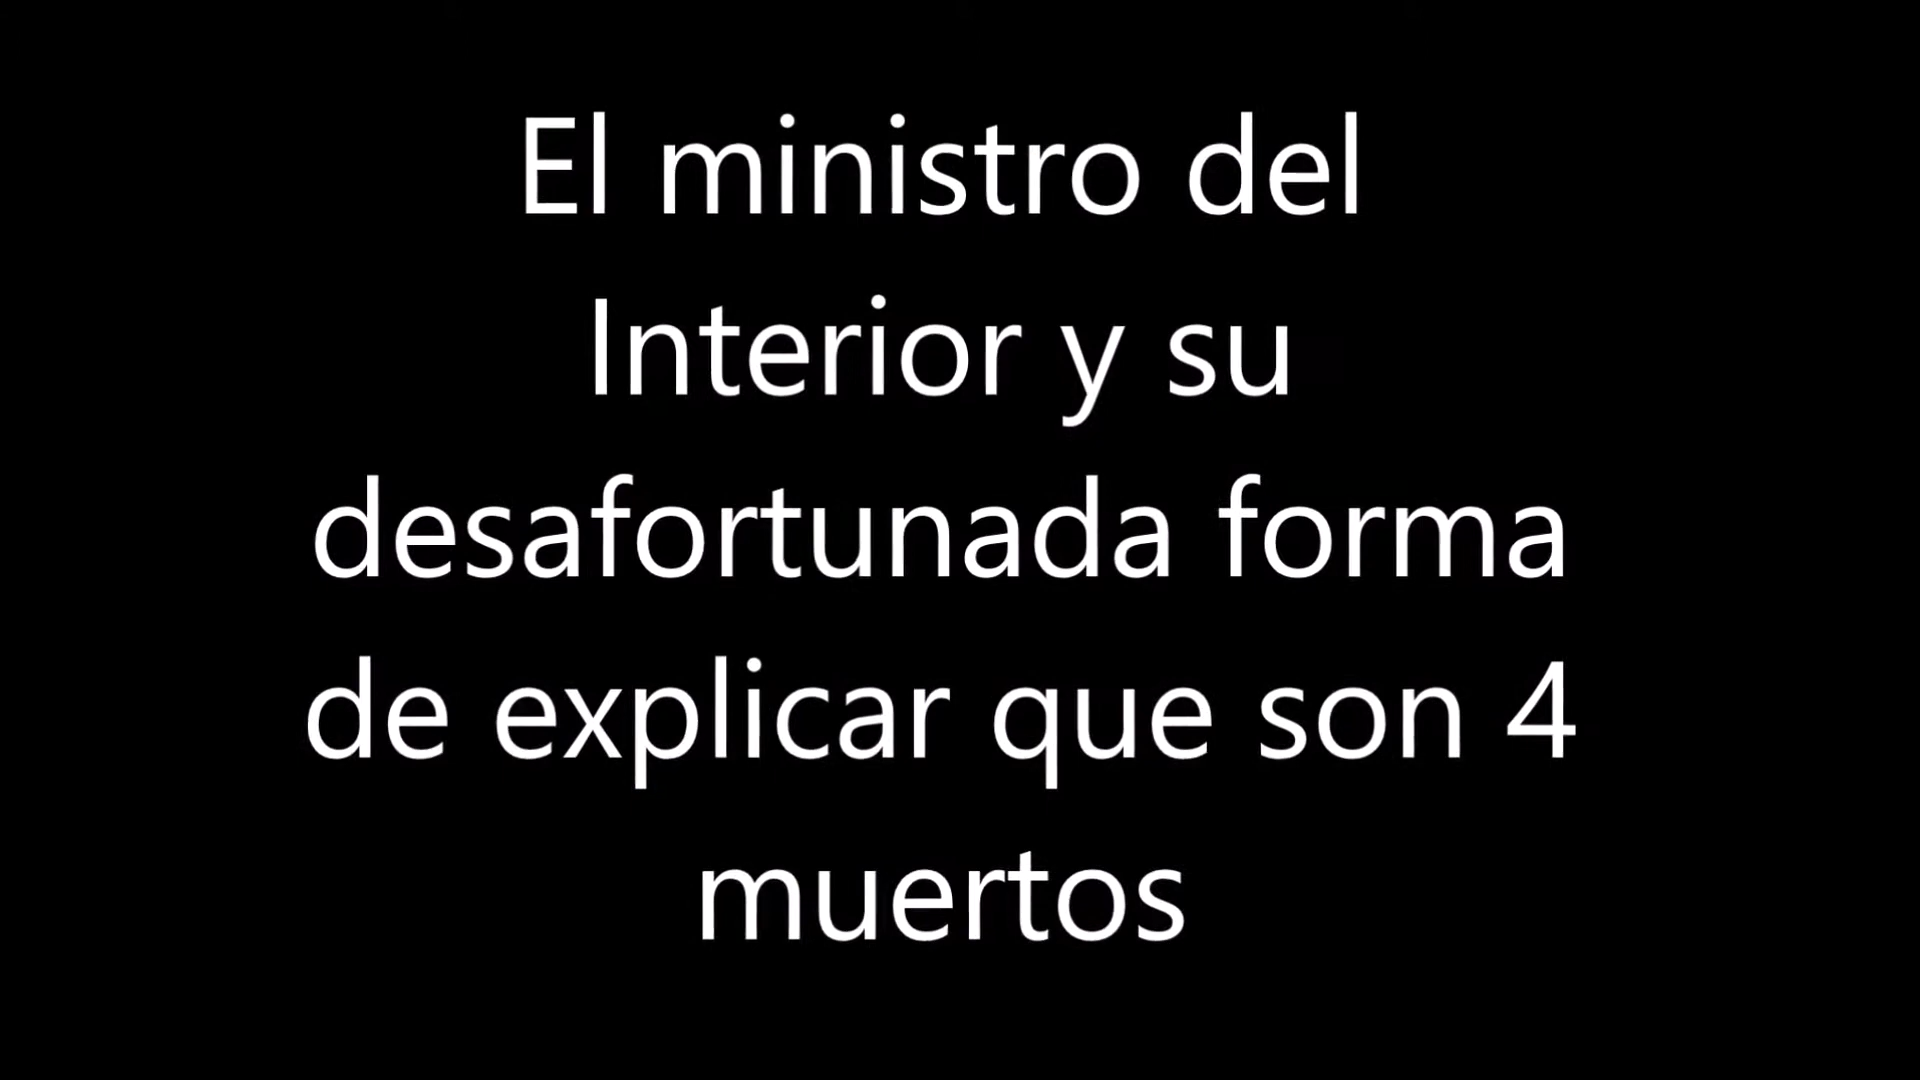 El ministro del
Interior y su
desafortunada forma
de explicar que son 4
muertos